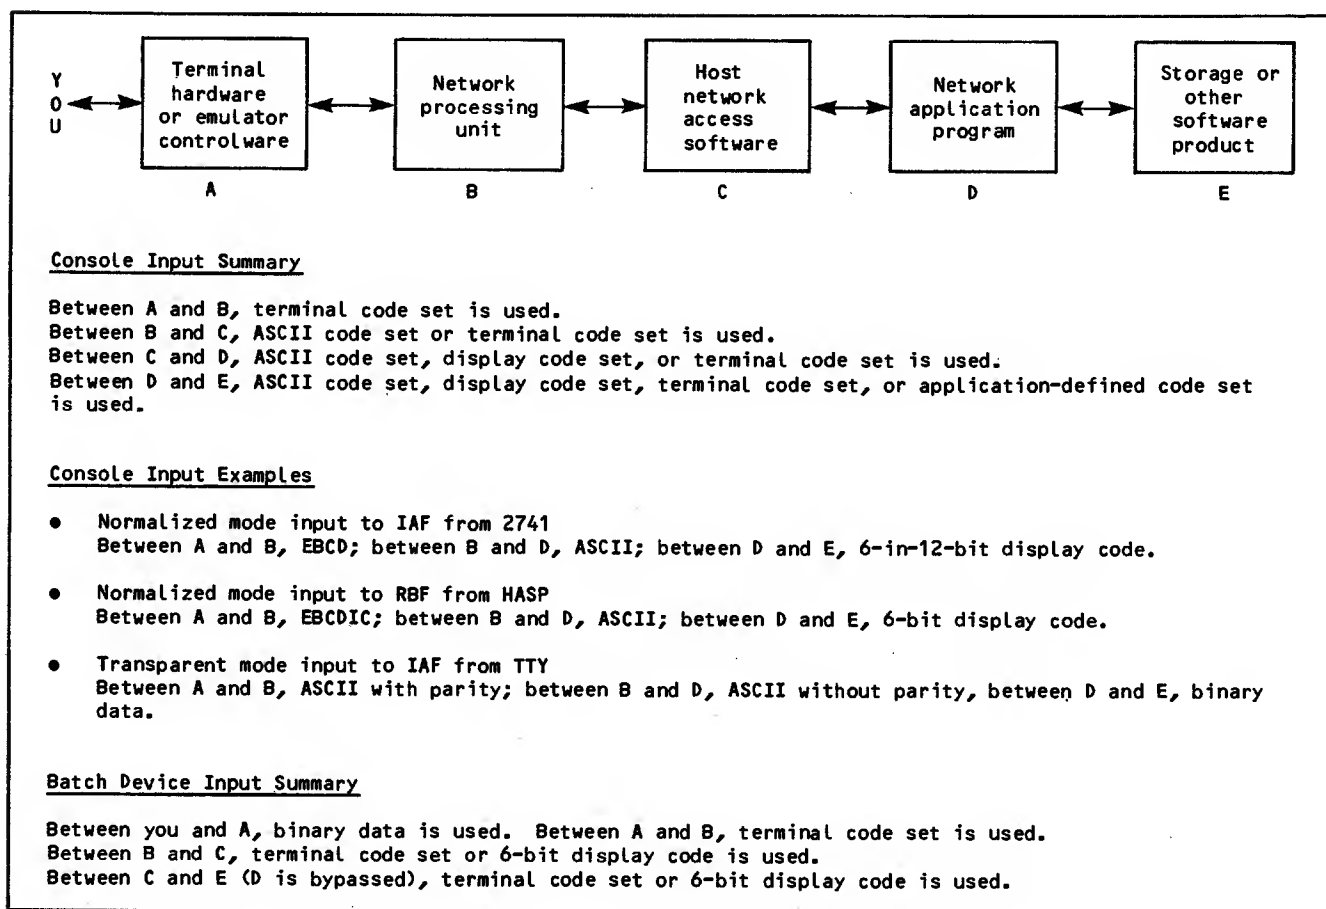 Y
O
U
Terminal
hardware
or emulator
controlware
Network
processing
unit
Host
network
access
software
Network
application
program
Storage or
other
software
product
A
B
C
D
E
Console Input Summary
Between A and B, terminal code set is used.
Between B and C, ASCII code set or terminal code set is used.
Between C and D, ASCII code set, display code set, or terminal code set is used.
Between D and E, ASCII code set, display code set, terminal code set, or application-defined code set
is used.
Console Input Examples
● Normalized mode input to IAF from 2741
Between A and B, EBCD; between B and D, ASCII; between D and E, 6-in-12-bit display code.
● Normalized mode input to RBF from HASP
Between A and B, EBCDIC; between B and D, ASCII; between D and E, 6-bit display code.
● Transparent mode input to IAF from TTY
Between A and B, ASCII with parity; between B and D, ASCII without parity, between D and E, binary
data.
Batch Device Input Summary
Between you and A, binary data is used. Between A and B, terminal code set is used.
Between B and C, terminal code set or 6-bit display code is used.
Between C and E (D is bypassed), terminal code set or 6-bit display code is used.